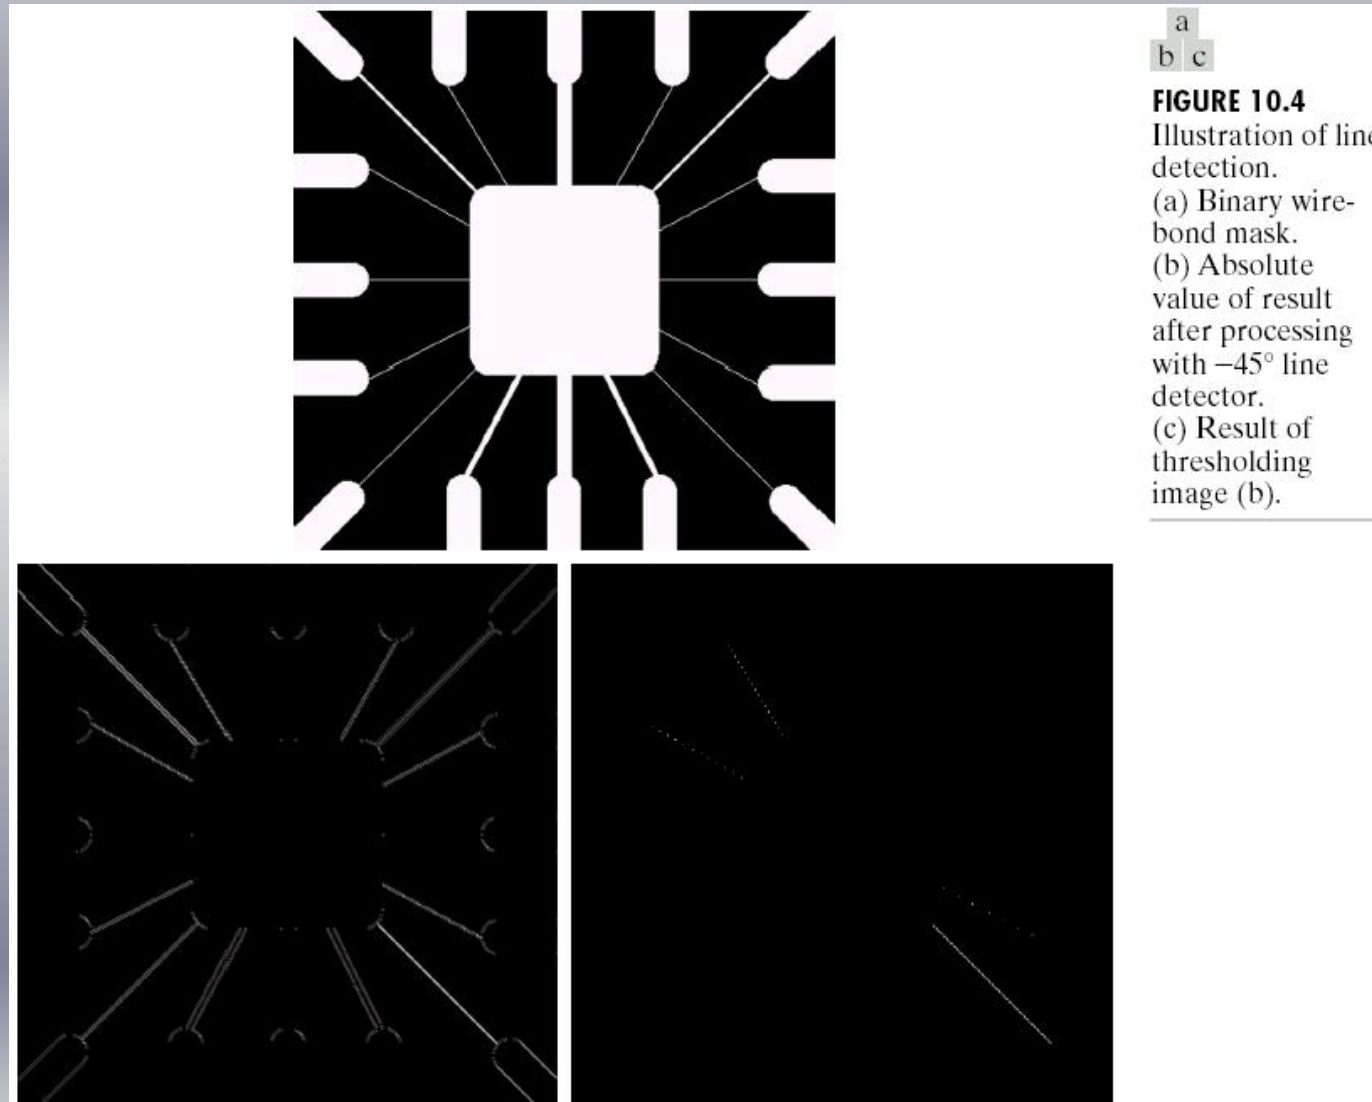 a
b c
FIGURE 10.4
Illustration of line
detection.
(a) Binary wire-
bond mask.
(b) Absolute
value of result
after processing
with −45° line
detector.
(c) Result of
thresholding
image (b).